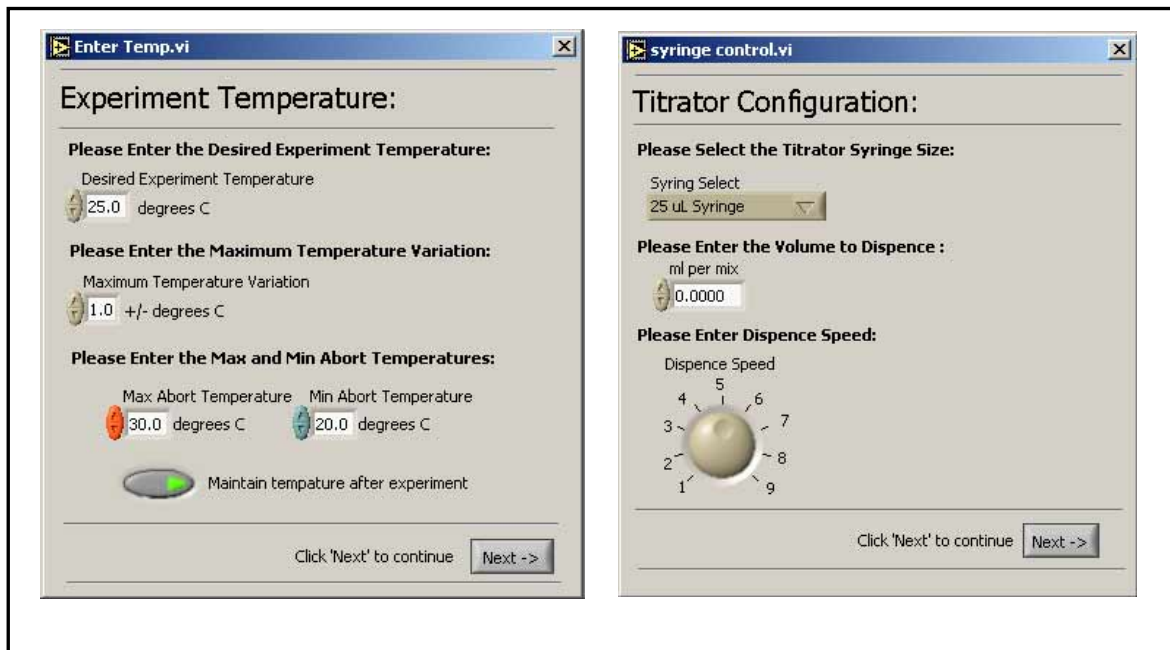 Enter Temp.vi
Experiment Temperature:
Please Enter the Desired Experiment Temperature:
Desired Experiment Temperature
25.0 degrees C
Please Enter the Maximum Temperature Variation:
Maximum Temperature Variation
1.0 +/- degrees C
Please Enter the Max and Min Abort Temperatures:
Max Abort Temperature Min Abort Temperature
30.0 degrees C 20.0 degrees C
Maintain tempature after experiment
Click 'Next' to continue Next ->
syringe control.vi
Titrator Configuration:
Please Select the Titrator Syringe Size:
Syring Select
25 uL Syringe
Please Enter the Volume to Dispence :
ml per mix
0.0000
Please Enter Dispence Speed:
Dispence Speed
5
4 6
3 7
2 8
1 9
Click 'Next' to continue Next ->